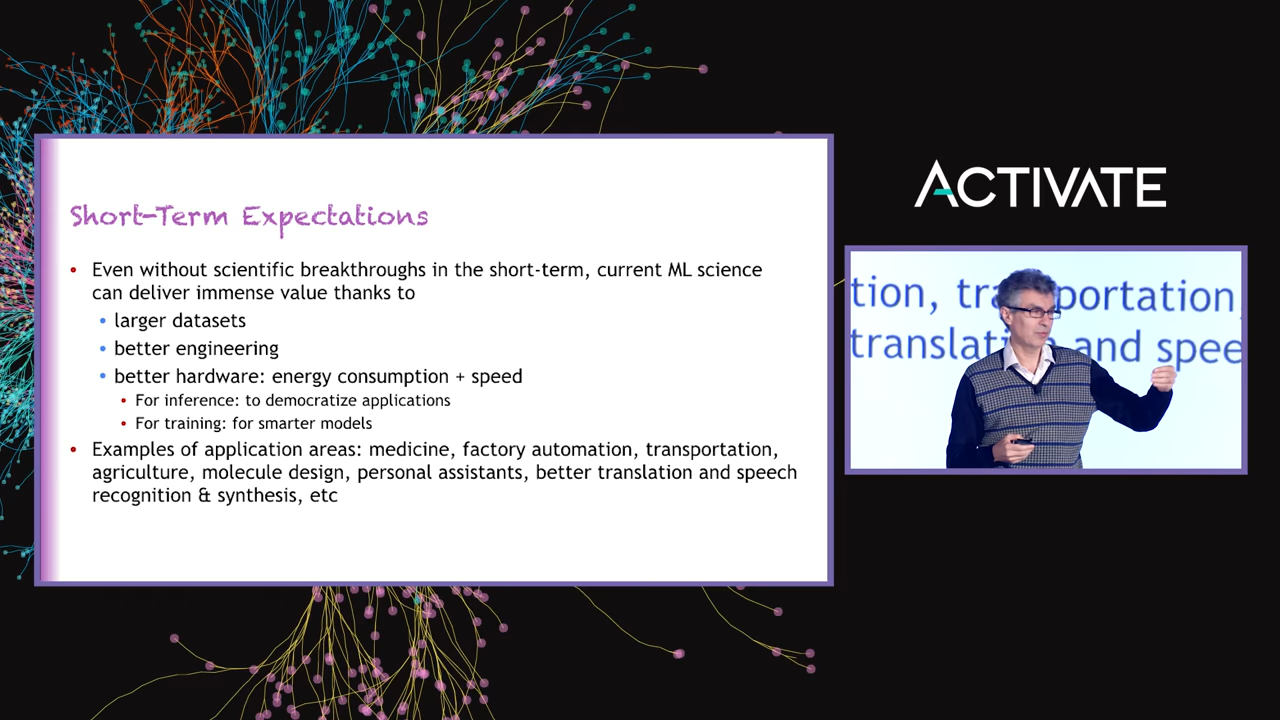 Short-Term Expectations
• Even without scientific breakthroughs in the short-term, current ML science
can deliver immense value thanks to
• larger datasets
• better engineering
• better hardware: energy consumption + speed
• For inference: to democratize applications
• For training: for smarter models
• Examples of application areas: medicine, factory automation, transportation,
agriculture, molecule design, personal assistants, better translation and speech
recognition & synthesis, etc
ACTIVATE
tion, tra portation,
translati and spee